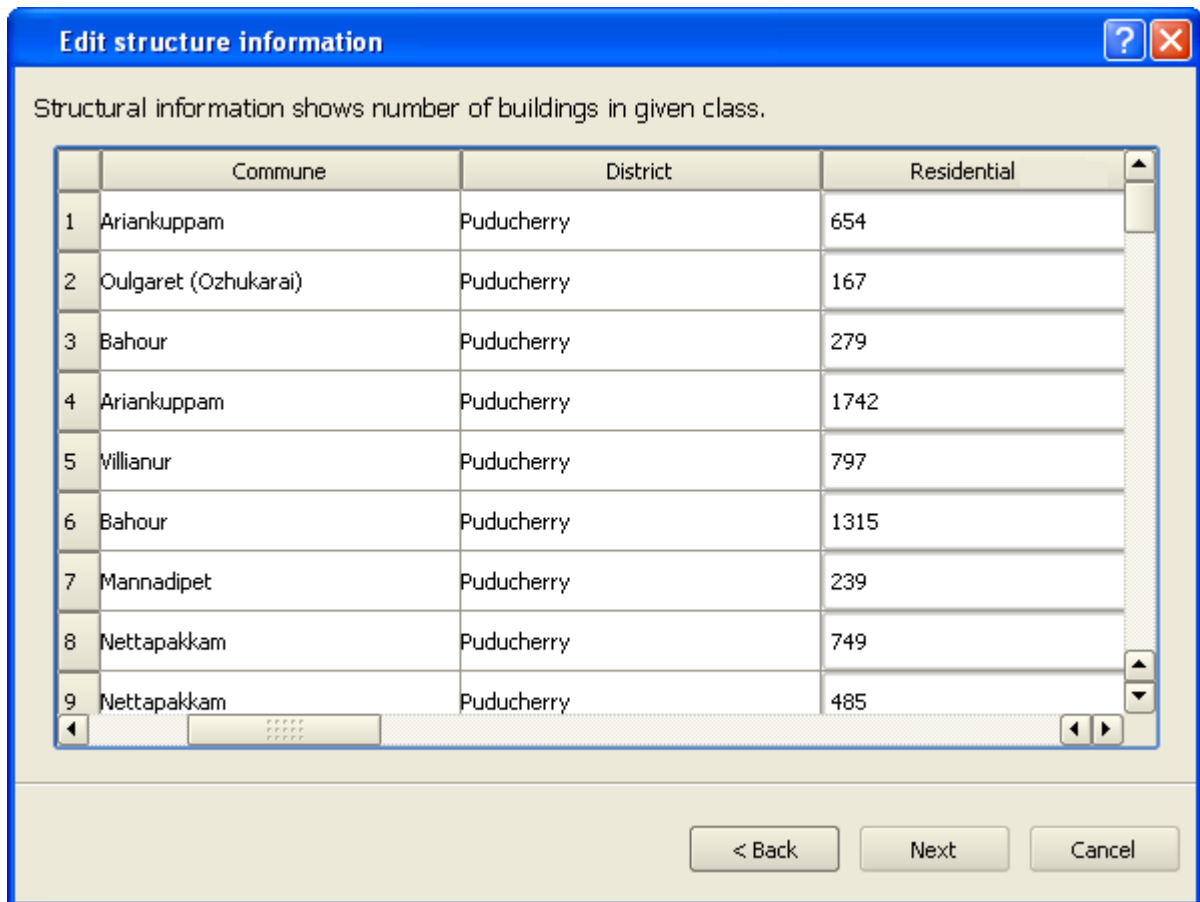 Edit structure information
Structural information shows number of buildings in given class.
Commune District Residential
1 Ariankuppam Puducherry 654
2 Oulgaret (Ozhukarai) Puducherry 167
3 Bahour Puducherry 279
4 Ariankuppam Puducherry 1742
5 Villianur Puducherry 797
6 Bahour Puducherry 1315
7 Mannadipet Puducherry 239
8 Nettapakkam Puducherry 749
9 Nettapakkam Puducherry 485
< Back Next Cancel